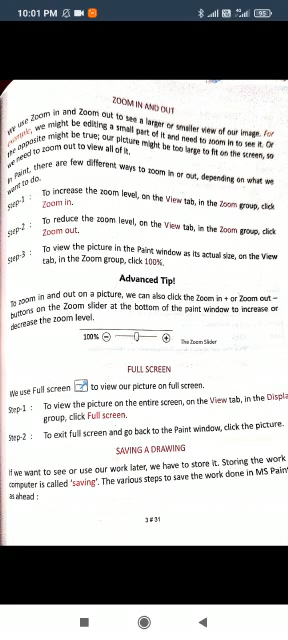 10:01 PM
95
ZOOM IN AND OUT
We use Zoom in and Zoom out to see a larger or smaller view of our image. For
example, we might be editing a small part of it and need to zoom in to see it. Or
the opposite might be true; our picture might be too large to fit on the screen, so
we need to zoom out to view all of it.
In Paint, there are few different ways to zoom in or out, depending on what we
want to do.
Step-1 : To increase the zoom level, on the View tab, in the Zoom group, click
Zoom in.
Step-2 : To reduce the zoom level, on the View tab, in the Zoom group, click
Zoom out.
Step-3 : To view the picture in the Paint window as its actual size, on the View
tab, in the Zoom group, click 100%.
Advanced Tip!
To zoom in and out on a picture, we can also click the Zoom in + or Zoom out –
buttons on the Zoom slider at the bottom of the paint window to increase or
decrease the zoom level.
100% The Zoom Slider
FULL SCREEN
We use Full screen to view our picture on full screen.
Step-1 : To view the picture on the entire screen, on the View tab, in the Displa
group, click Full screen.
Step-2 : To exit full screen and go back to the Paint window, click the picture.
SAVING A DRAWING
If we want to see or use our work later, we have to store it. Storing the work
computer is called 'saving'. The various steps to save the work done in MS Pain
as ahead :
3#31